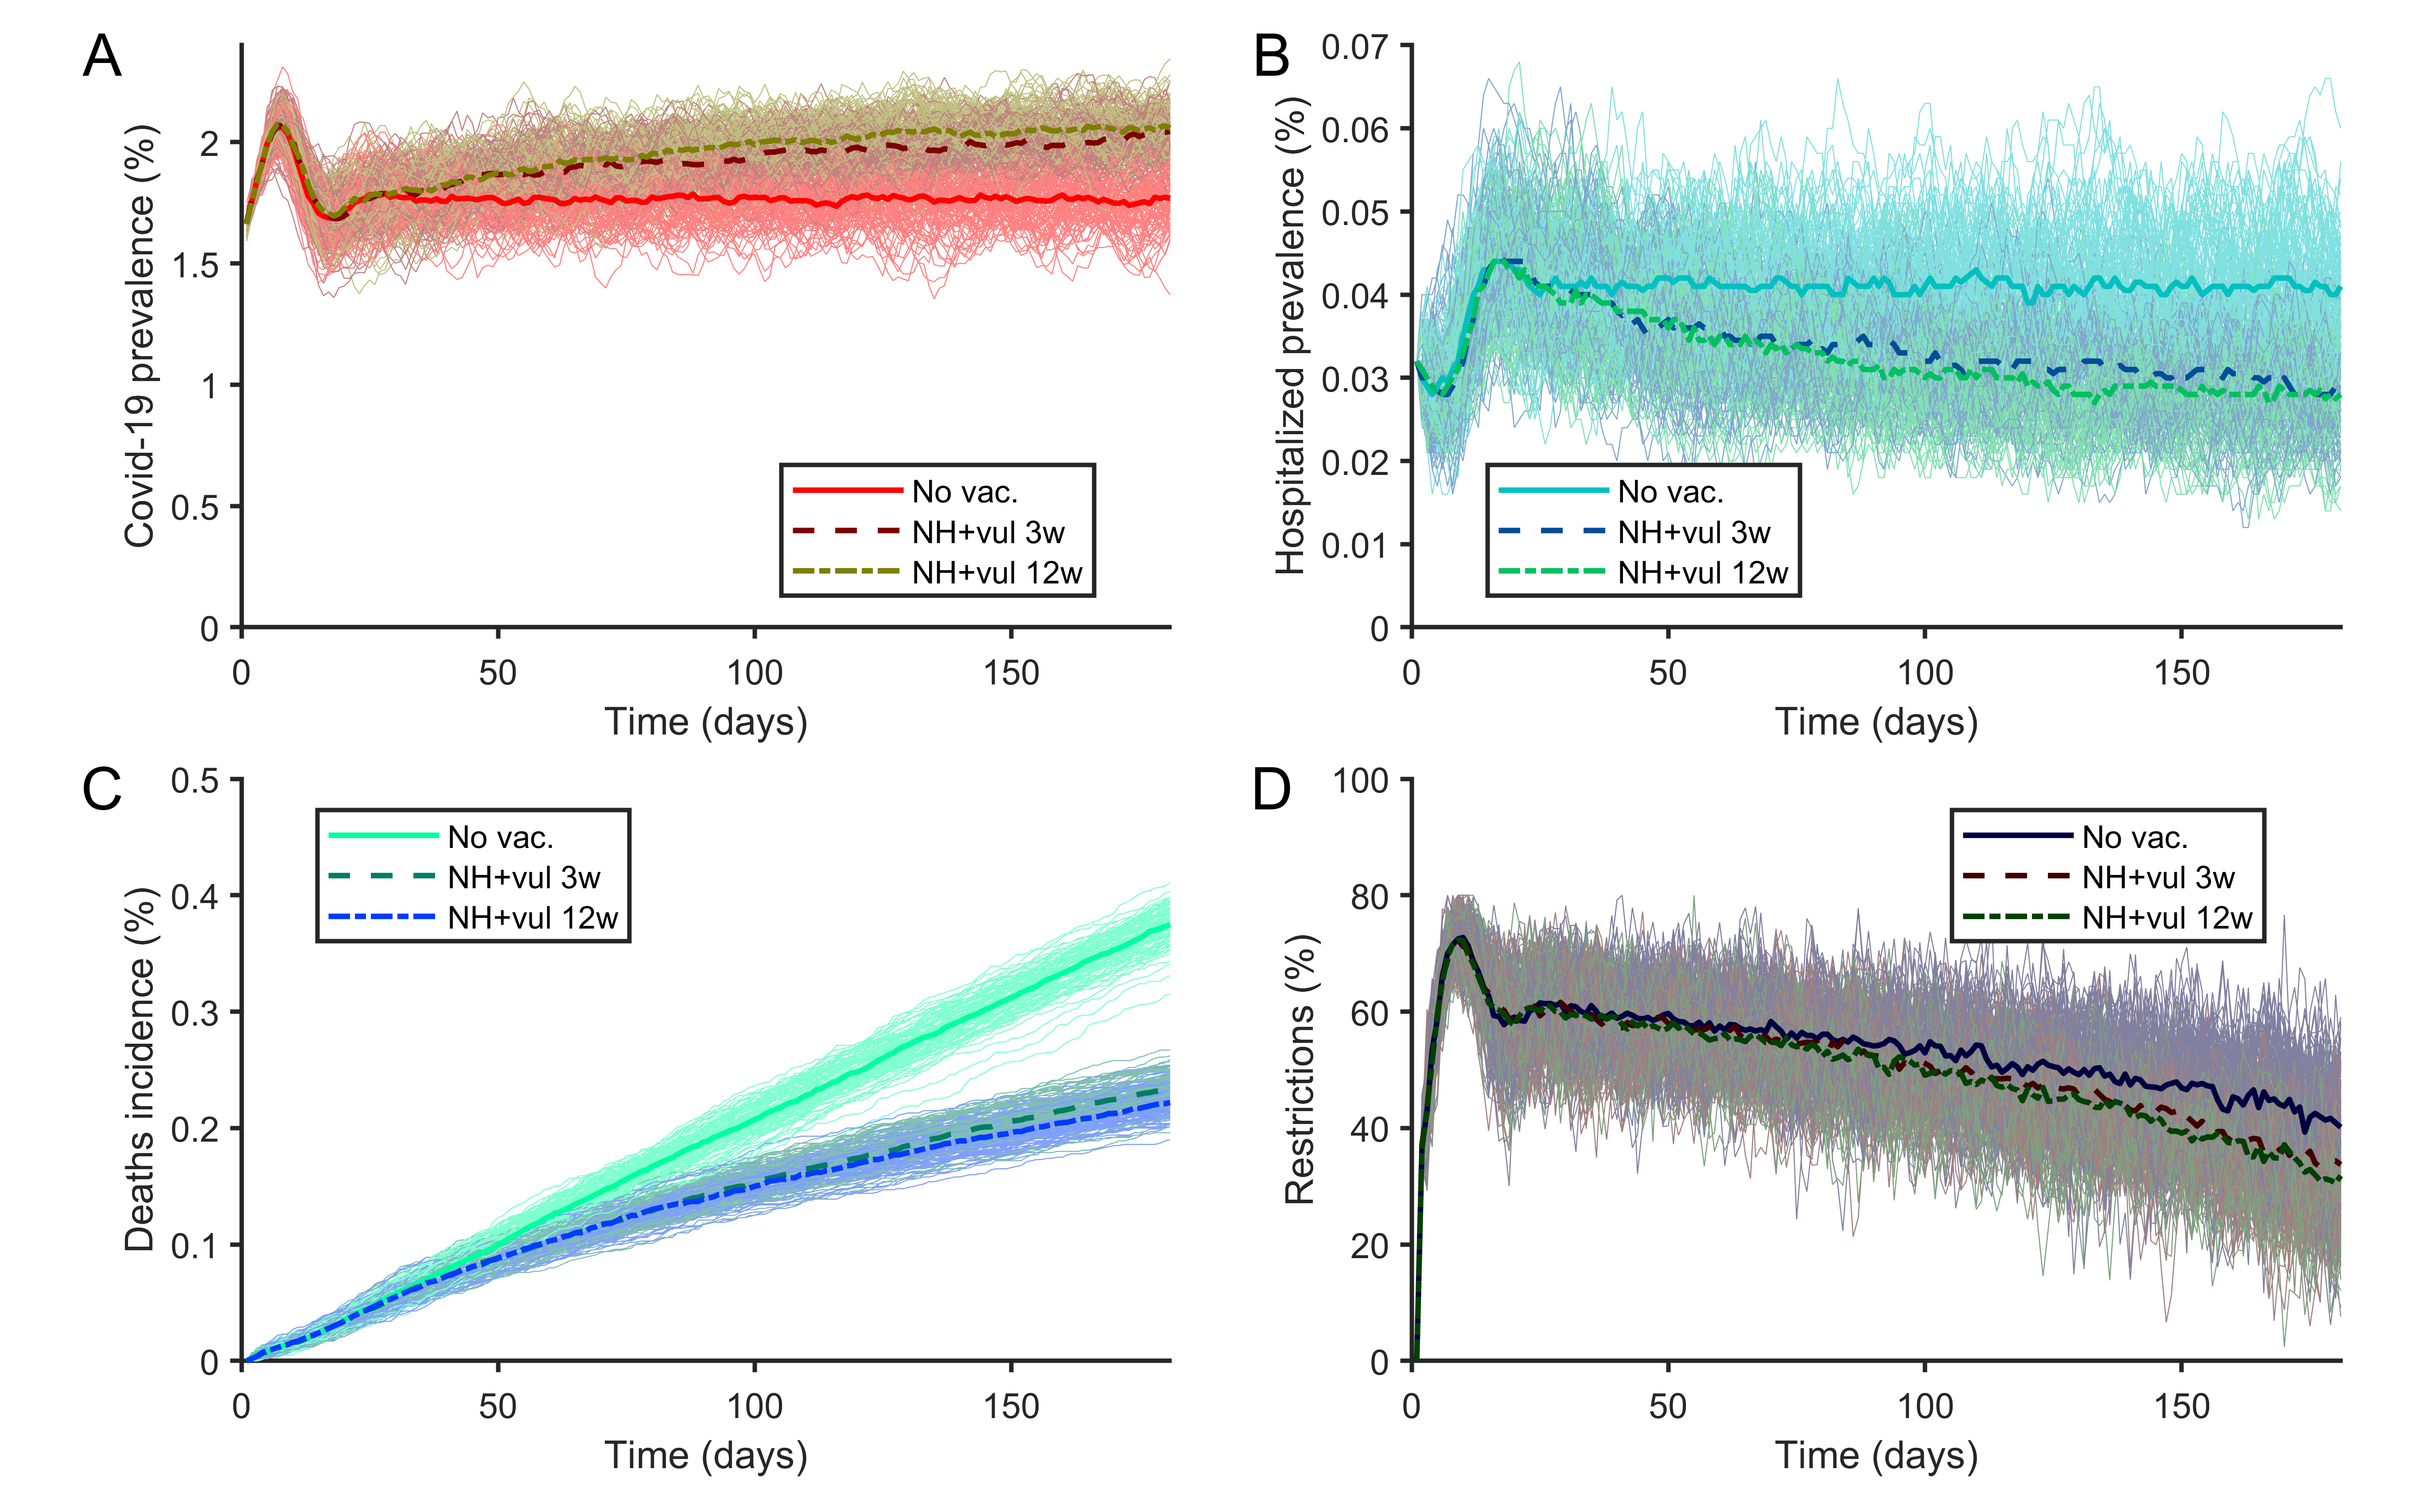 A
Covid-19 prevalence (%)
2
1.5
1
0.5
0
0
50
100
150
Time (days)
No vac.
NH+vul 3w
NH+vul 12w
B
Hospitalized prevalence (%)
0.07
0.06
0.05
0.04
0.03
0.02
0.01
0
0
50
100
150
Time (days)
No vac.
NH+vul 3w
NH+vul 12w
C
Deaths incidence (%)
0.5
0.4
0.3
0.2
0.1
0
0
50
100
150
Time (days)
No vac.
NH+vul 3w
NH+vul 12w
D
Restrictions (%)
100
80
60
40
20
0
0
50
100
150
Time (days)
No vac.
NH+vul 3w
NH+vul 12w